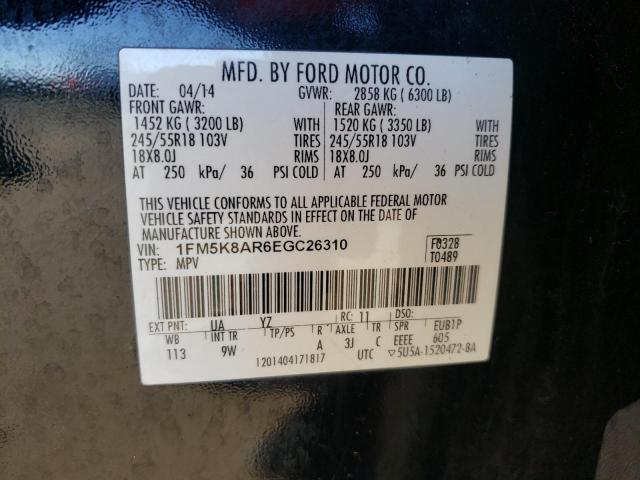 MFD. BY FORD MOTOR CO.
DATE: 04/14 GVWR: 2858 KG ( 6300 LB)
FRONT GAWR: REAR GAWR:
1452 KG ( 3200 LB) WITH 1520 KG ( 3350 LB) WITH
245/55R18 103V TIRES 245/55R18 103V TIRES
18X8.0J RIMS 18X8.0J RIMS
AT 250 kPa/ 36 PSI COLD AT 250 kPa/ 36 PSI COLD
THIS VEHICLE CONFORMS TO ALL APPLICABLE FEDERAL MOTOR
VEHICLE SAFETY STANDARDS IN EFFECT ON THE DATE OF
MANUFACTURE SHOWN ABOVE.
VEHICLE IDENTIFICATION NO.
1FM5K8AR6EGC26310 F0328
TYPE: MPV T0489
EXT PNT: UA YZ RC: 11 DSO:
WB INT TR TP/PS R AXLE TR SPR EUB1P
113 9W A 3J C EEEE 605
1201404171817 UTC ▽5U5A-1520472-BA